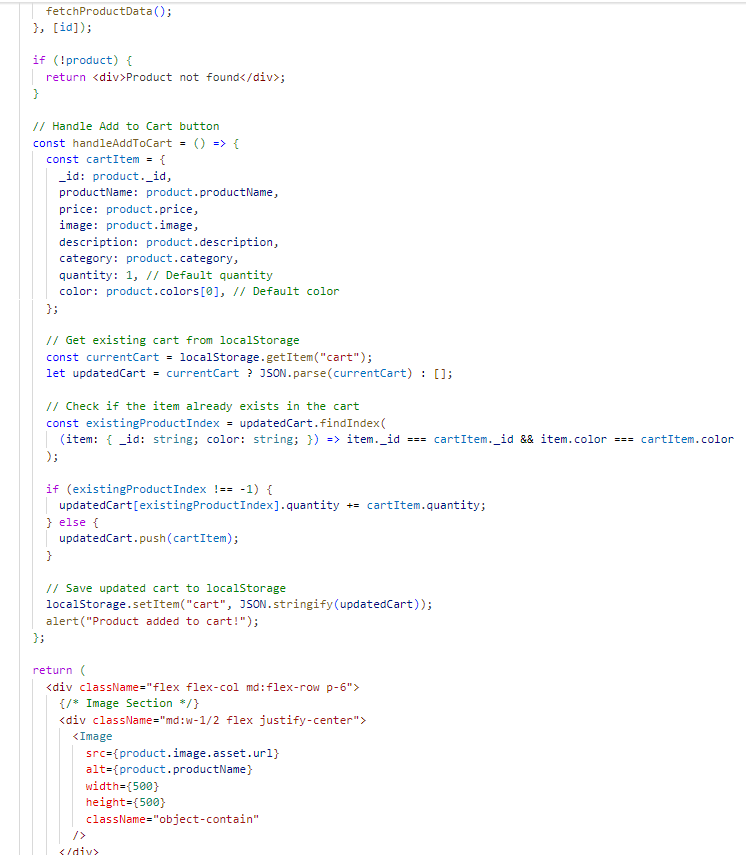 fetchProductData();
}, [id]);
if (!product) {
return <div>Product not found</div>;
}
// Handle Add to Cart button
const handleAddToCart = () => {
const cartItem = {
_id: product._id,
productName: product.productName,
price: product.price,
image: product.image,
description: product.description,
category: product.category,
quantity: 1, // Default quantity
color: product.colors[0], // Default color
};
// Get existing cart from localStorage
const currentCart = localStorage.getItem("cart");
let updatedCart = currentCart ? JSON.parse(currentCart) : [];
// Check if the item already exists in the cart
const existingProductIndex = updatedCart.findIndex(
(item: { _id: string; color: string; }) => item._id === cartItem._id && item.color === cartItem.color
);
if (existingProductIndex !== -1) {
updatedCart[existingProductIndex].quantity += cartItem.quantity;
} else {
updatedCart.push(cartItem);
}
// Save updated cart to localStorage
localStorage.setItem("cart", JSON.stringify(updatedCart));
alert("Product added to cart!");
};
return (
<div className="flex flex-col md:flex-row p-6">
{/* Image Section */}
<div className="md:w-1/2 flex justify-center">
<Image
src={product.image.asset.url}
alt={product.productName}
width={500}
height={500}
className="object-contain"
/>
</div>